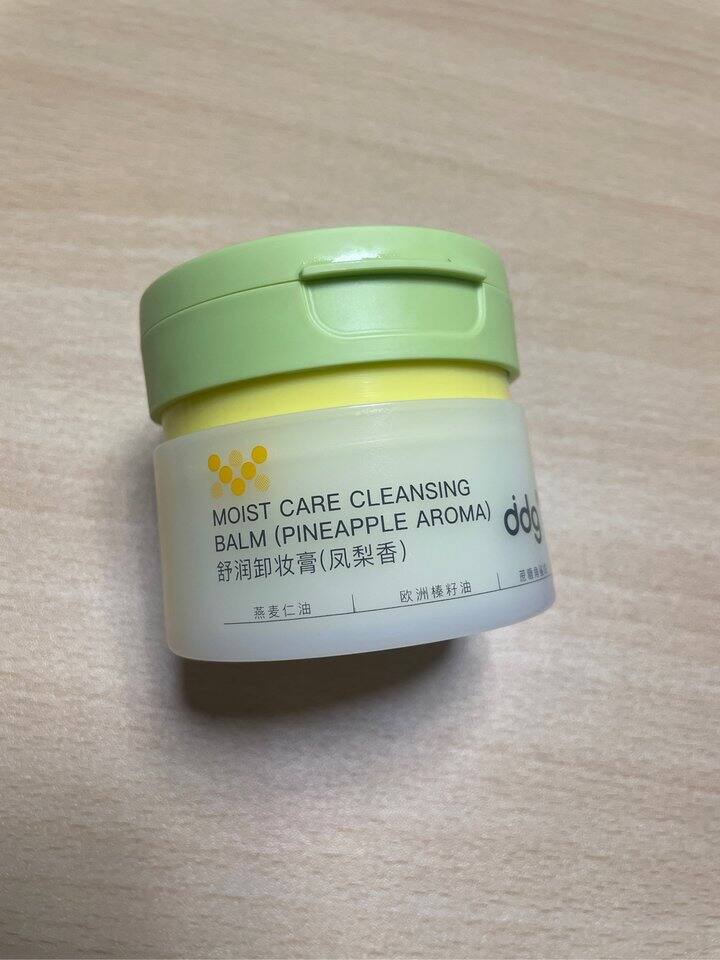 MOIST CARE CLEANSING
BALM (PINEAPPLE AROMA)
舒润卸妆膏(凤梨香)
燕麦仁油
欧洲榛籽油